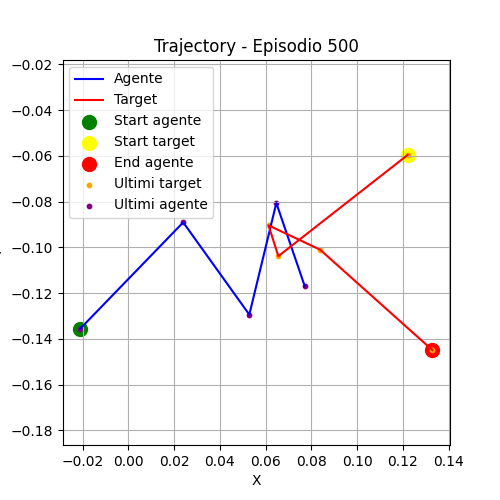 Trajectory - Episodio 500
Agente
Target
Start agente
Start target
End agente
Ultimi target
Ultimi agente
−0.02
−0.04
−0.06
−0.08
−0.10
−0.12
−0.14
−0.16
−0.18
−0.02 0.00 0.02 0.04 0.06 0.08 0.10 0.12 0.14
X